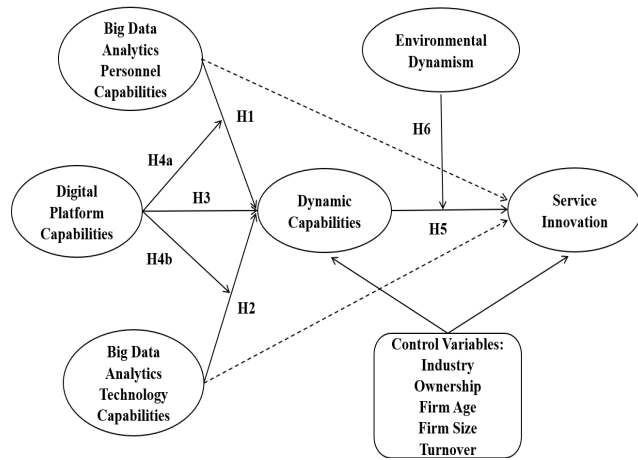 Big Data
Analytics
Personnel
Capabilities
Environmental
Dynamism
H1
H6
H4a
Digital
Platform
Capabilities
H3
Dynamic
Capabilities
H5
Service
Innovation
H4b
H2
Big Data
Analytics
Technology
Capabilities
Control Variables:
Industry
Ownership
Firm Age
Firm Size
Turnover